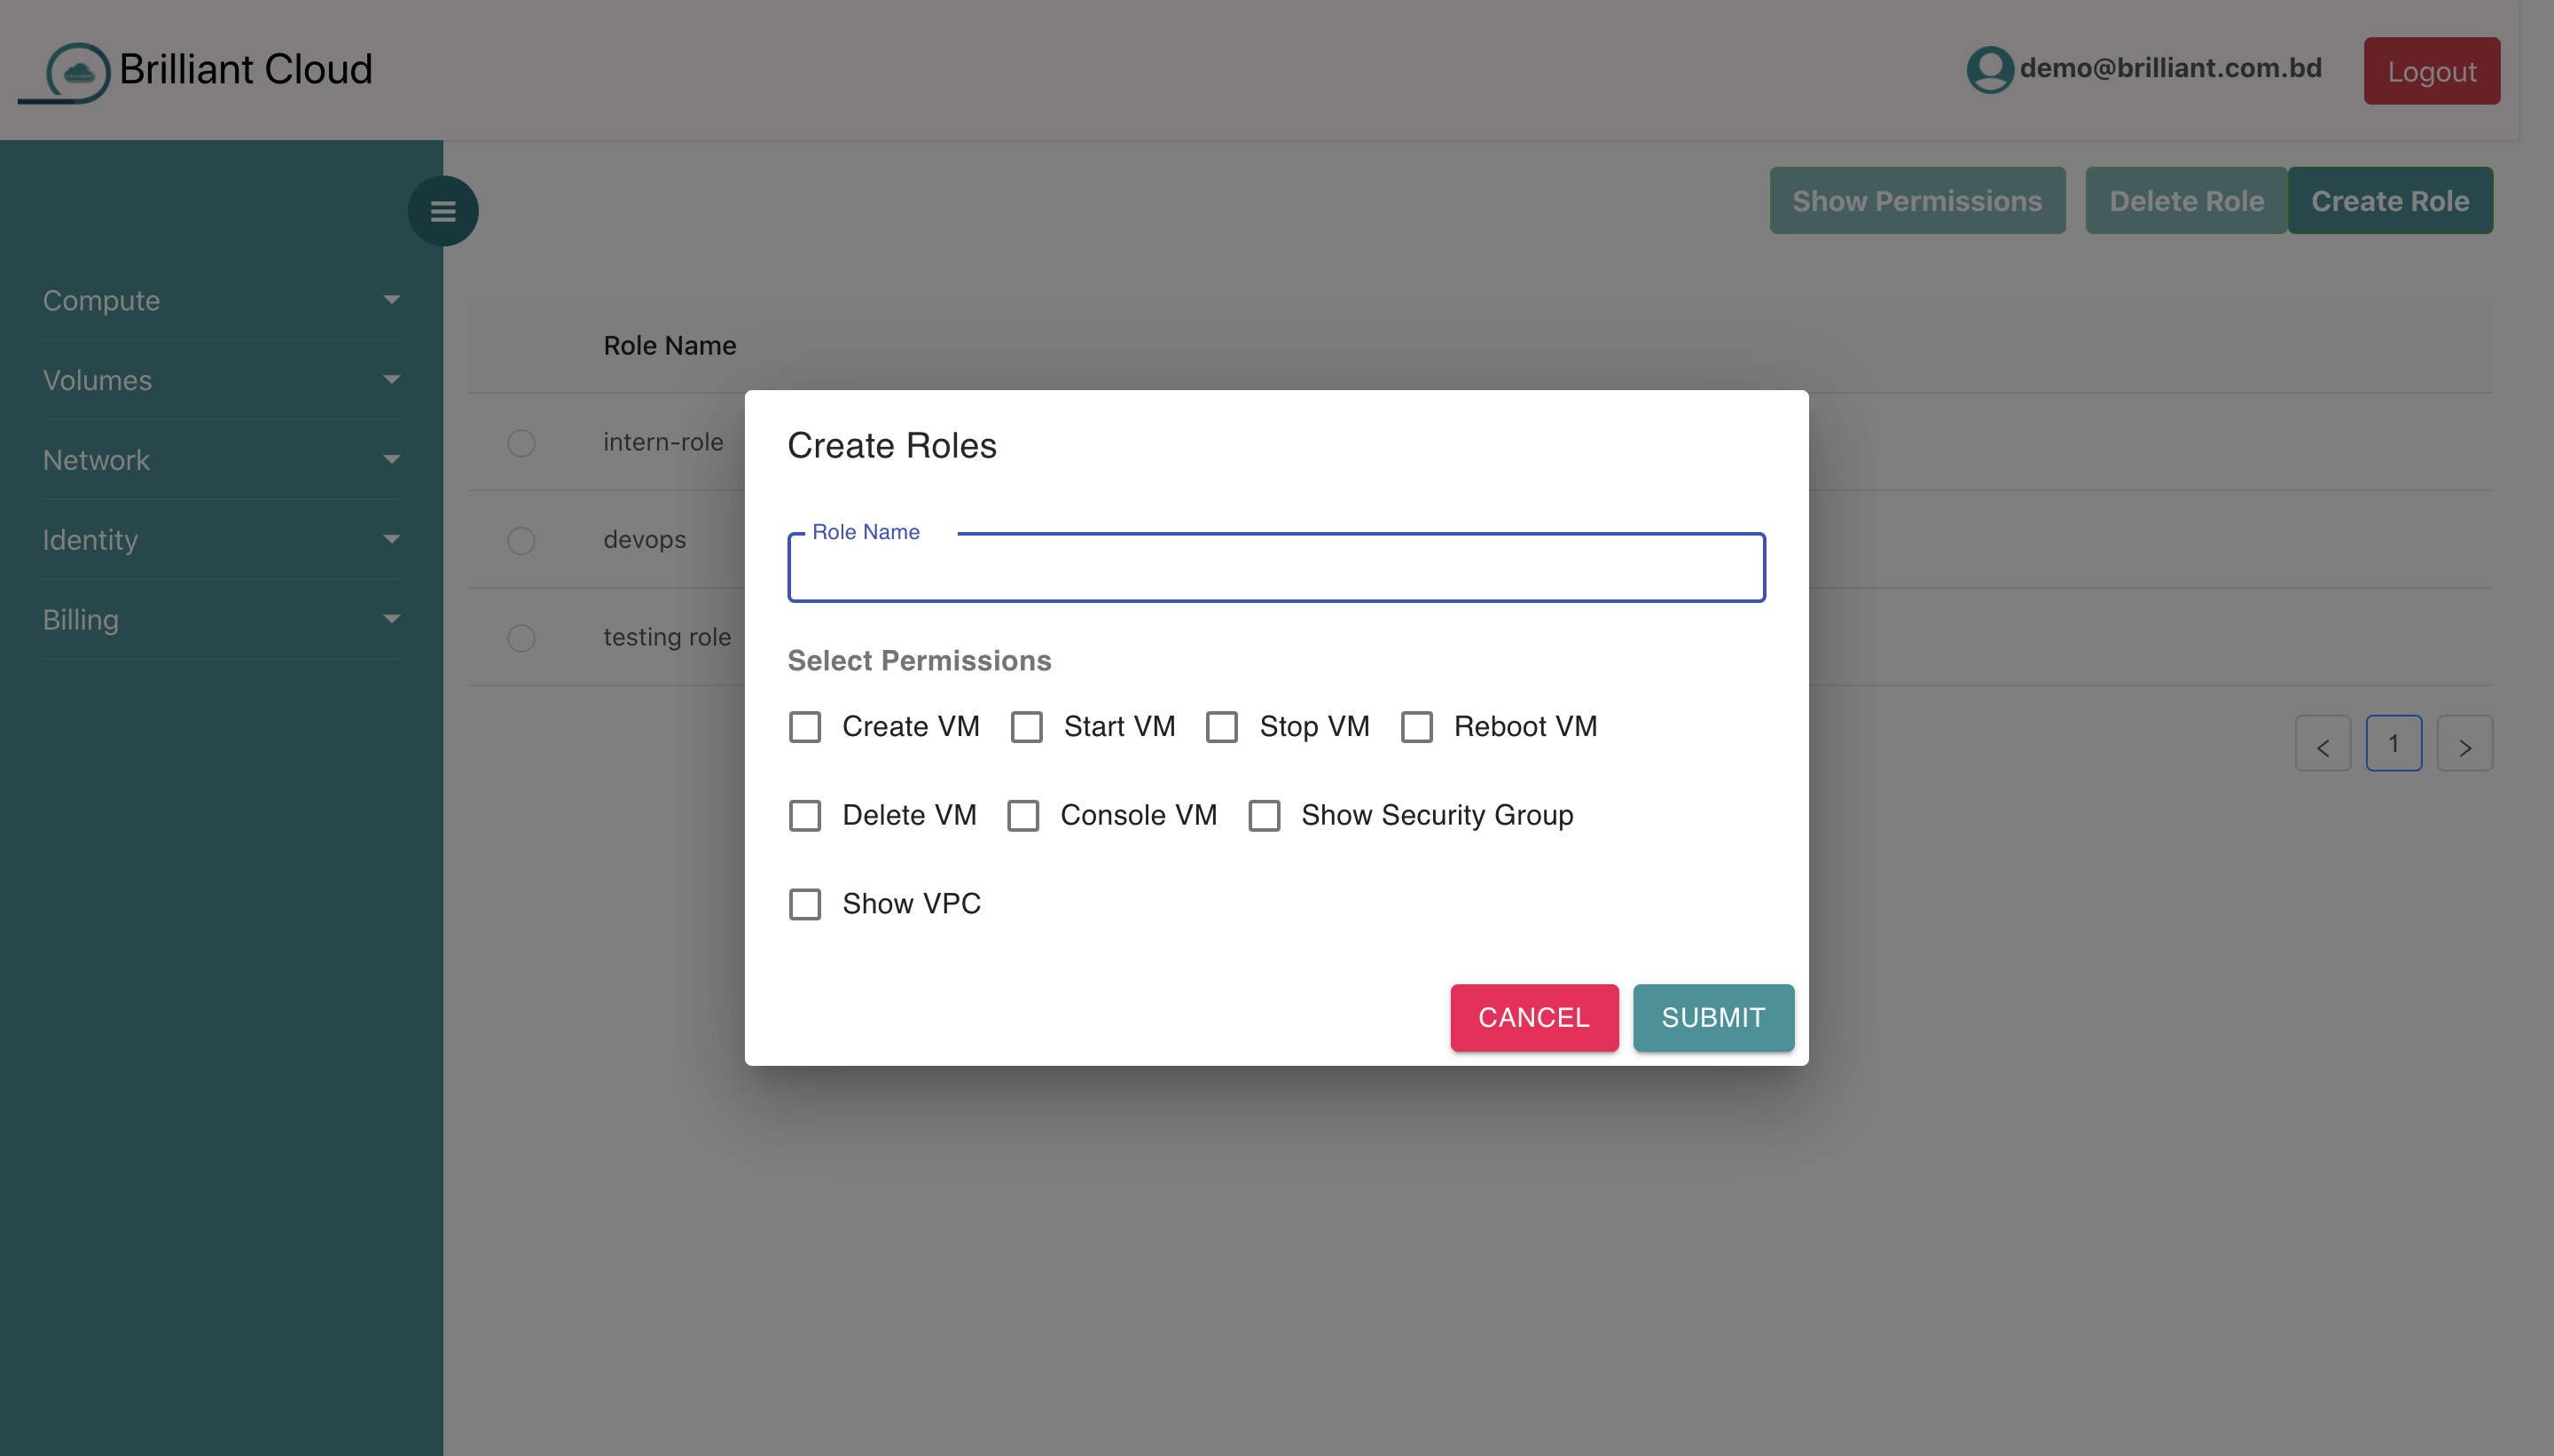 Brilliant Cloud
demo@brilliant.com.bd
Logout
Show Permissions
Delete Role
Create Role
Compute
Volumes
Network
Identity
Billing
Role Name
intern-role
devops
testing role
1
Create Roles
Role Name
Select Permissions
Create VM Start VM Stop VM Reboot VM
Delete VM Console VM Show Security Group
Show VPC
CANCEL SUBMIT